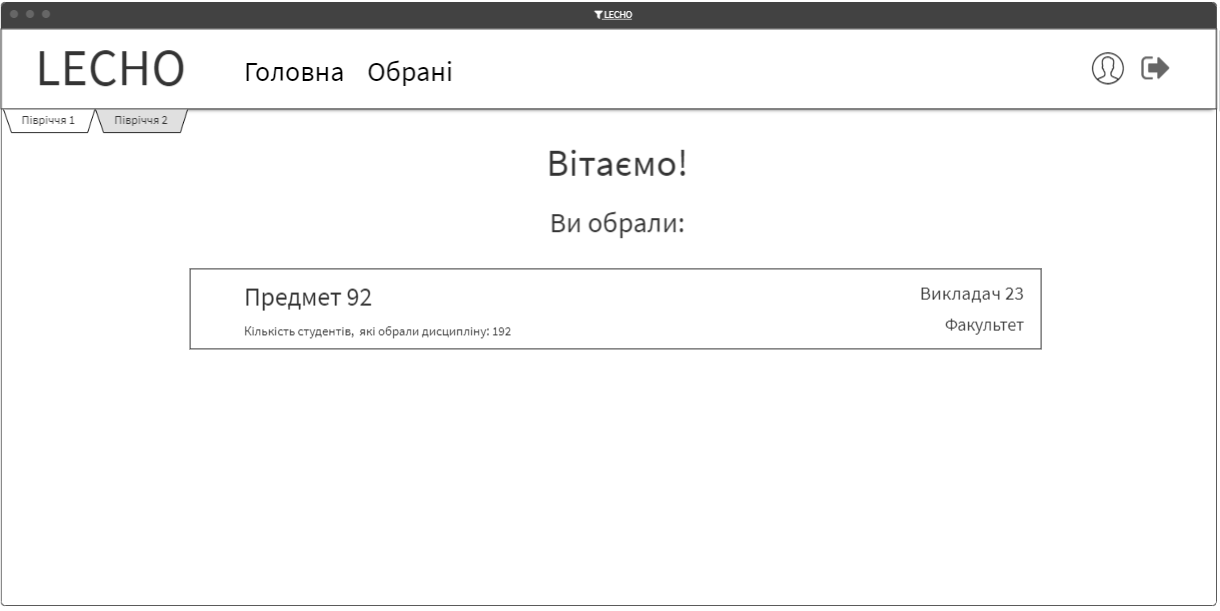 LECHO
LECHO
Головна Обрані
Півріччя 1 Півріччя 2
Вітаємо!
Ви обрали:
Предмет 92
Викладач 23
Кількість студентів, які обрали дисципліну: 192
Факультет